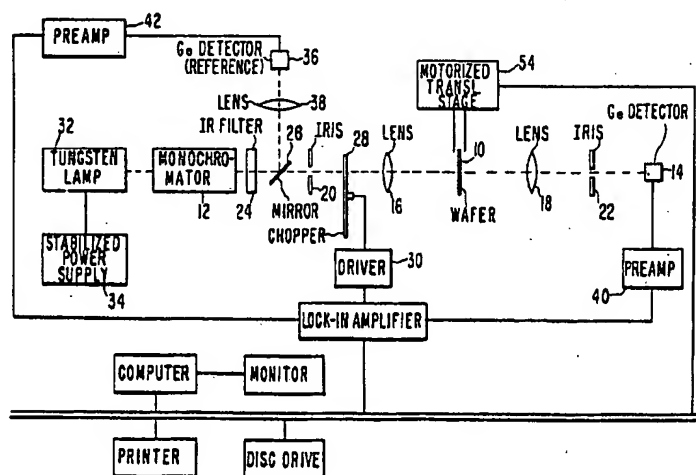 42
PREAMP
Ge DETECTOR
(REFERENCE)
36
LENS
38
IR FILTER
32
TUNGSTEN
LAMP
MONOCHRO-
MATOR
12
24
26
MIRROR
IRIS
20
28
CHOPPER
LENS
16
MOTORIZED
TRANSL
STAGE
54
10
WAFER
LENS
18
IRIS
22
Ge
DETECTOR
14
STABILIZED
POWER
SUPPLY
34
DRIVER
30
PREAMP
40
LOCK-IN AMPLIFIER
COMPUTER
MONITOR
PRINTER
DISC DRIVE